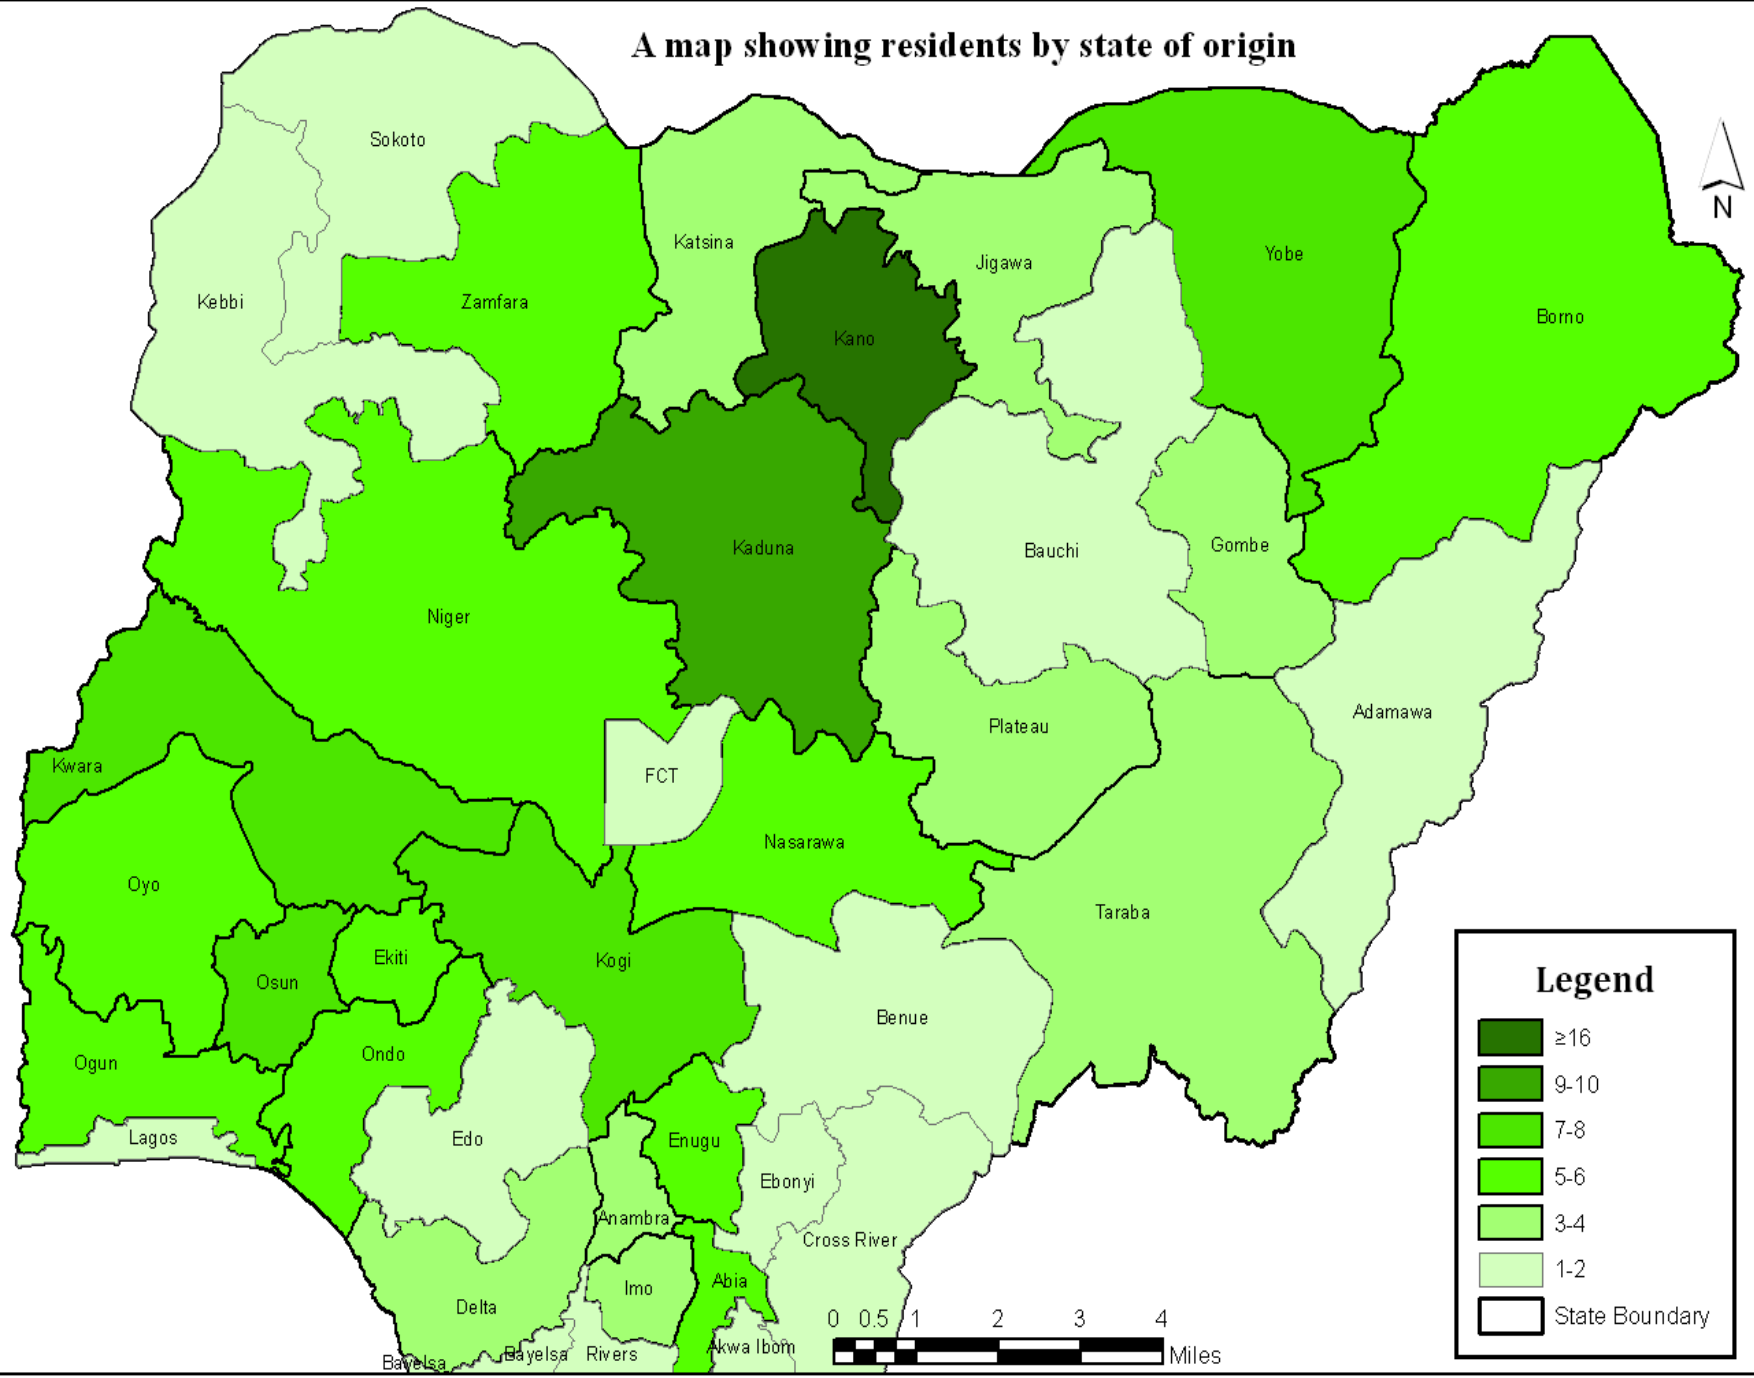 A map showing residents by state of origin
Sokoto
Katsina
Jigawa
Yobe
Borno
N
Kebbi
Zamfara
Kano
Kaduna
Bauchi
Gombe
Niger
Adamawa
Plateau
Kwara
FCT
Nasarawa
Oyo
Taraba
Ekiti
Kogi
Osun
Benue
Ogun
Ondo
Lagos
Edo
Enugu
Ebonyi
Anambra
Cross River
Abia
Imo
Delta
Bayelsa
Bayelsa
Rivers
Akwa Ibom
0 0.5 1 2 3 4
Miles
Legend
≥16
9-10
7-8
5-6
3-4
1-2
State Boundary